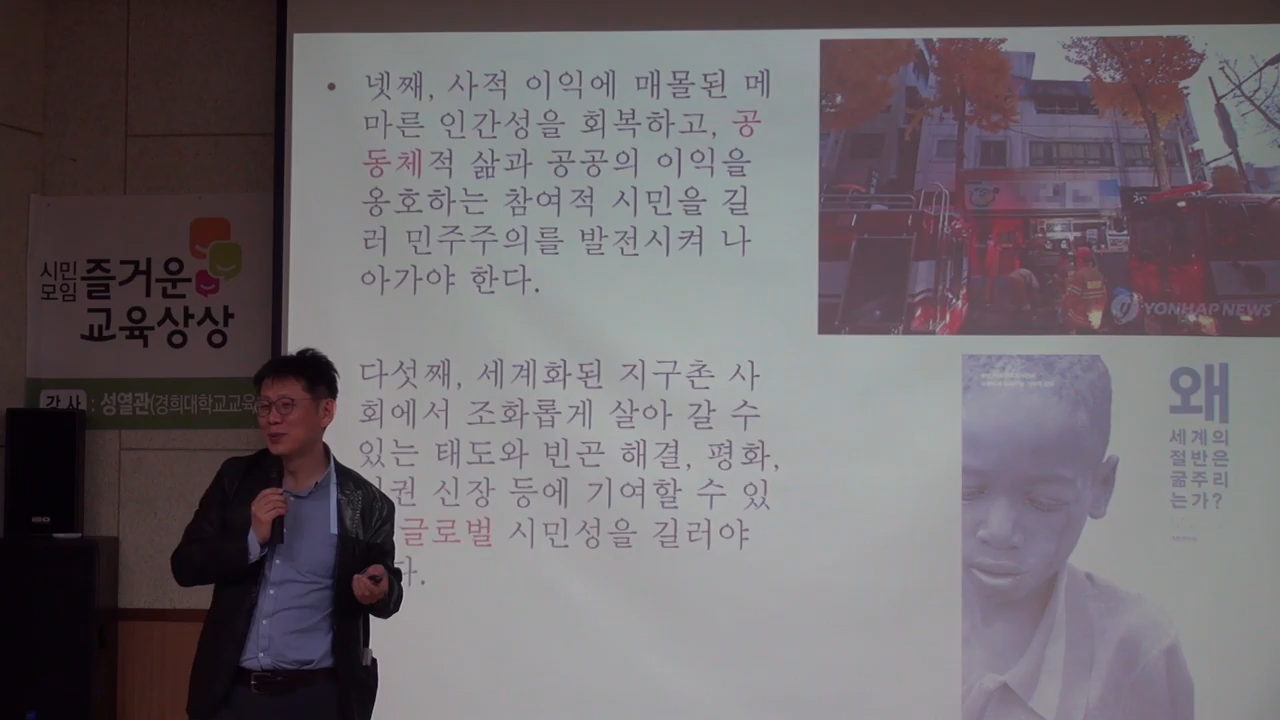 넷째, 사적 이익에 매몰된 메
마른 인간성을 회복하고, 공
동체적 삶과 공공의 이익을
옹호하는 참여적 시민을 길
러 민주주의를 발전시켜 나
아가야 한다.
다섯째, 세계화된 지구촌 사
회에서 조화롭게 살아 갈 수
있는 태도와 빈곤 해결, 평화,
신장 등에 기여할 수 있
글로벌 시민성을 길러야
다.
YONHAP NEWS
왜
세계의
절반은
굶주리
는가?
시민
모임
즐거운
교육상상
강사 : 성열관(경희대학교교육